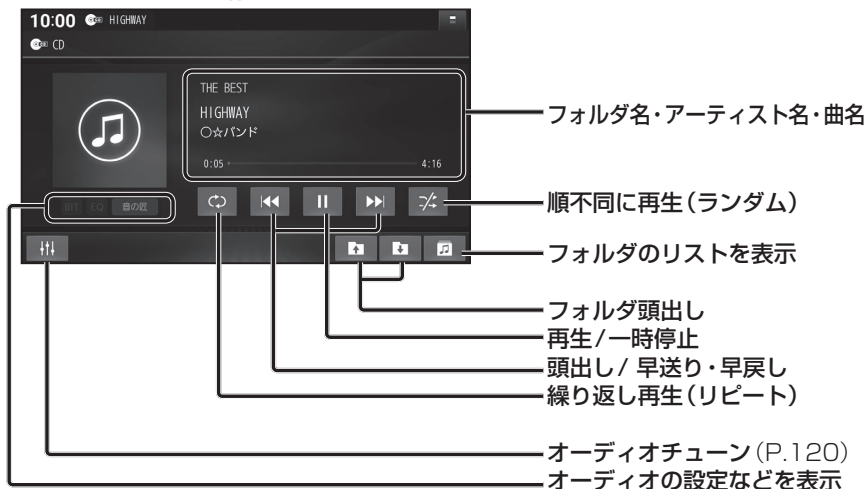 10:00 HIGHWAY
CD
THE BEST
HIGHWAY
○☆バンド
0:05 4:16
BIT EQ 音の匠
フォルダ名・アーティスト名・曲名
順不同に再生(ランダム)
フォルダのリストを表示
フォルダ頭出し
再生/一時停止
頭出し/ 早送り・早戻し
繰り返し再生(リピート)
オーディオチューン(P.120)
オーディオの設定などを表示